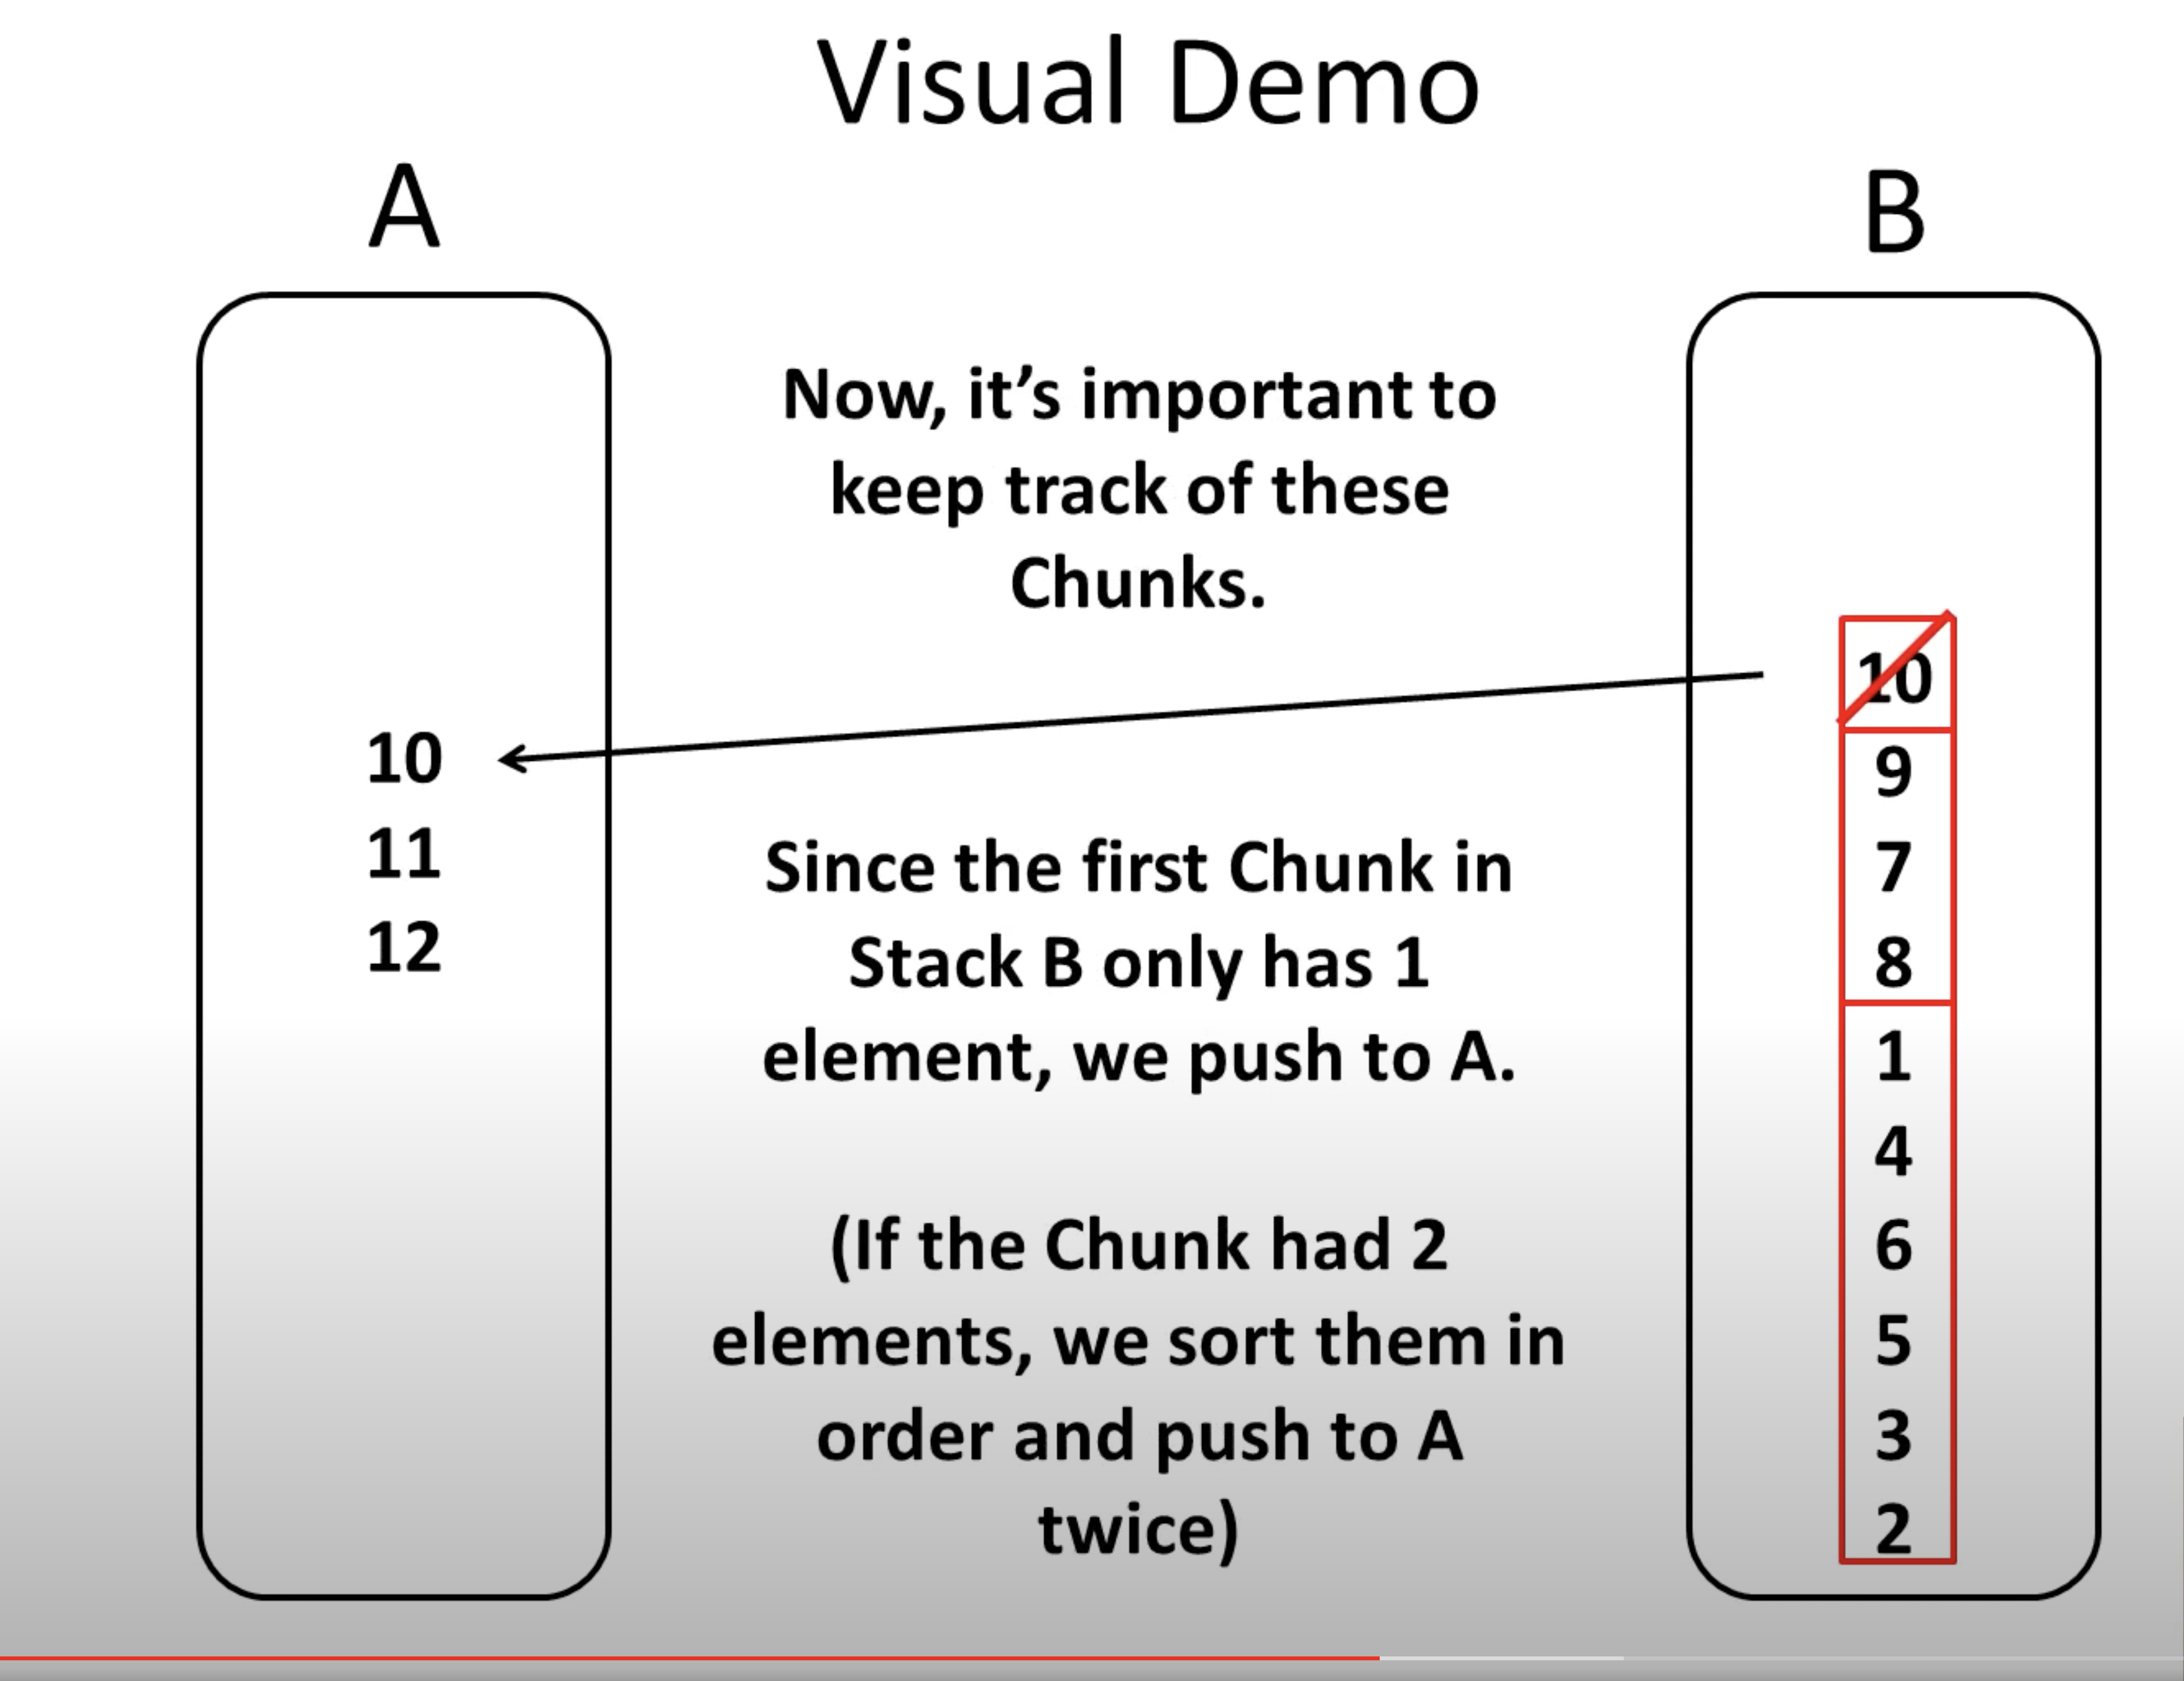 Visual Demo
A
B
Now, it’s important to
keep track of these
Chunks.
10
11
12
Since the first Chunk in
Stack B only has 1
element, we push to A.
(If the Chunk had 2
elements, we sort them in
order and push to A
twice)
10
9
7
8
1
4
6
5
3
2